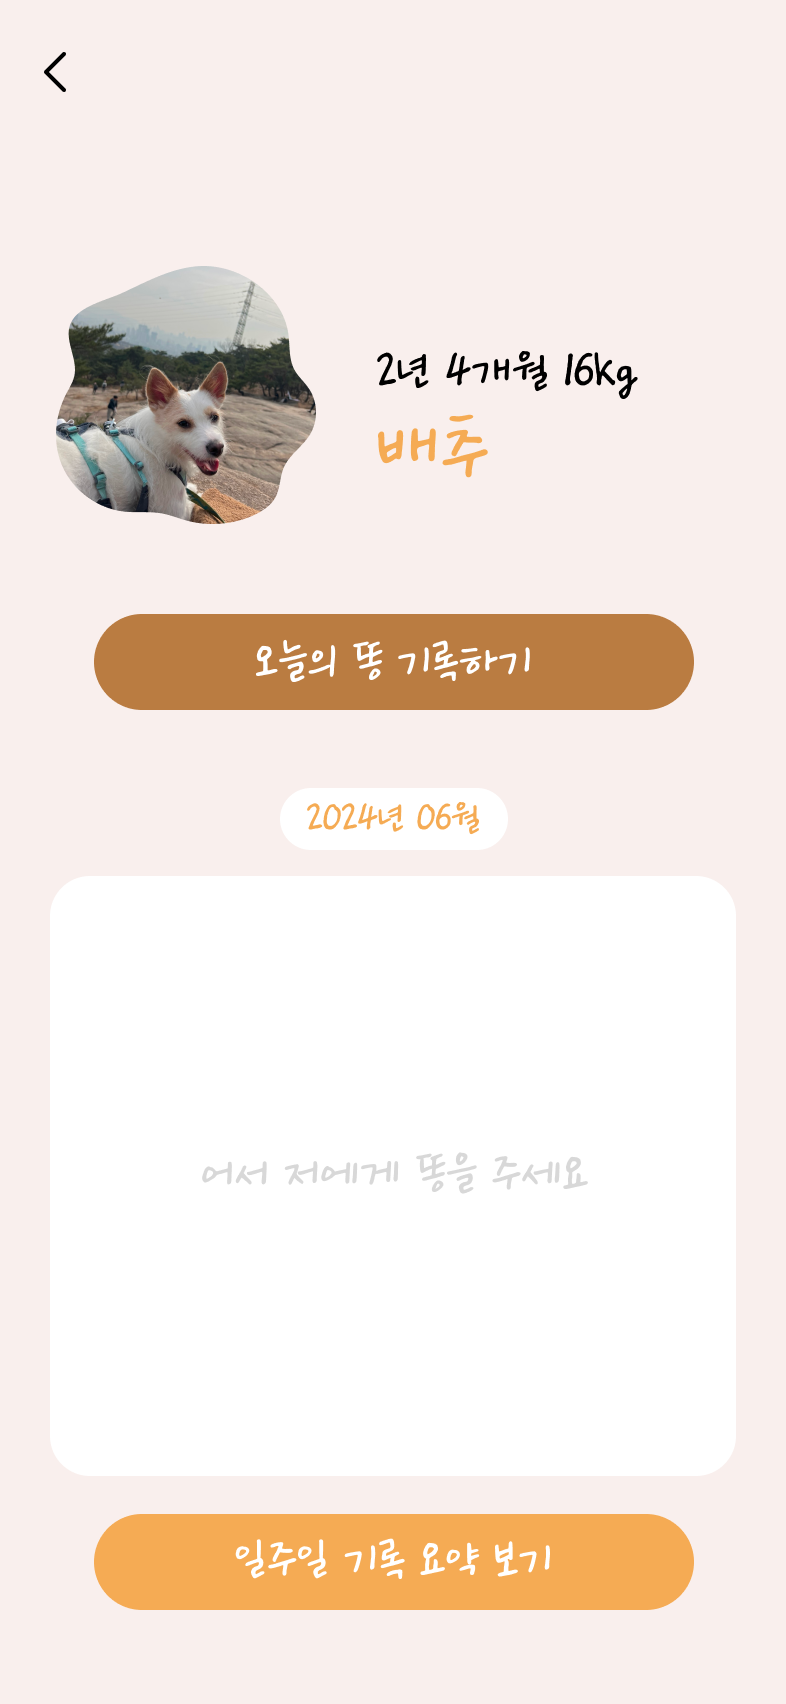 2년 4개월 16kg
배추
오늘의 똥 기록하기
2024년 06월
어서 저에게 똥을 주세요
일주일 기록 요약 보기